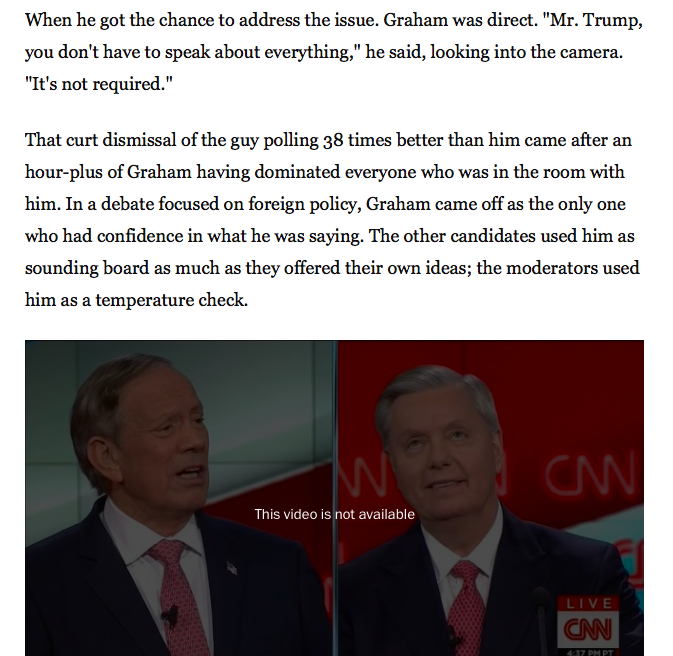 When he got the chance to address the issue. Graham was direct. "Mr. Trump,
you don't have to speak about everything," he said, looking into the camera.
"It's not required."
That curt dismissal of the guy polling 38 times better than him came after an
hour-plus of Graham having dominated everyone who was in the room with
him. In a debate focused on foreign policy, Graham came off as the only one
who had confidence in what he was saying. The other candidates used him as
sounding board as much as they offered their own ideas; the moderators used
him as a temperature check.
N CNN
This video is not available
LIVE
CNN
4:37 PM PT